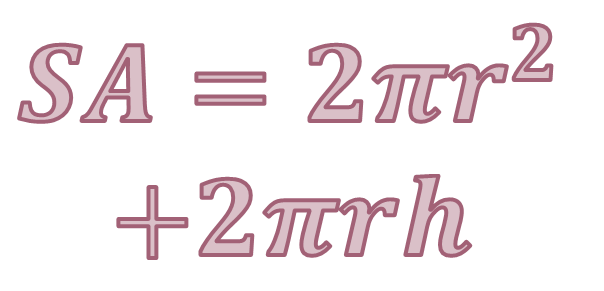 𝑆𝐴 = 2𝜋𝑟²
+2𝜋𝑟ℎ